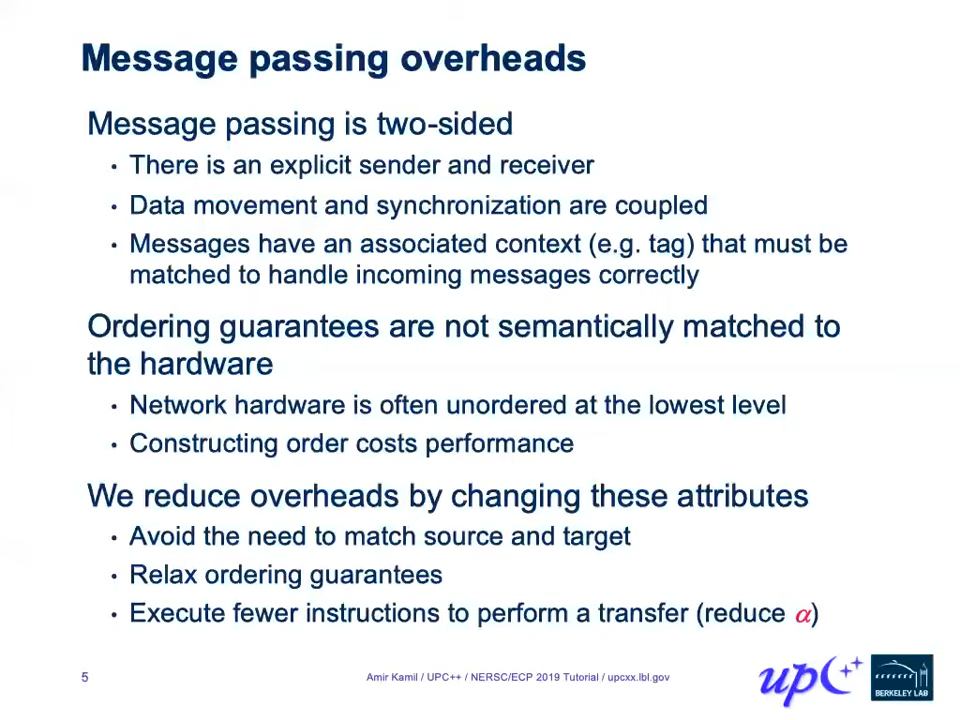 Message passing overheads
Message passing is two-sided
• There is an explicit sender and receiver
• Data movement and synchronization are coupled
• Messages have an associated context (e.g. tag) that must be
matched to handle incoming messages correctly
Ordering guarantees are not semantically matched to
the hardware
• Network hardware is often unordered at the lowest level
• Constructing order costs performance
We reduce overheads by changing these attributes
• Avoid the need to match source and target
• Relax ordering guarantees
• Execute fewer instructions to perform a transfer (reduce α)
5
Amir Kamil / UPC++ / NERSC/ECP 2019 Tutorial / upcxx.lbl.gov
upc++
BERKELEY LAB